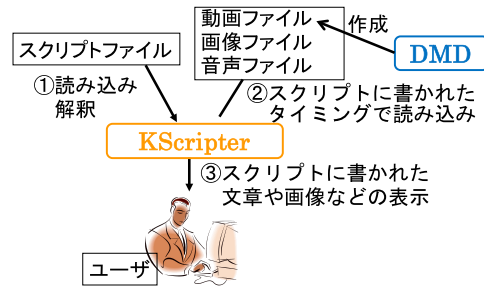 動画ファイル
画像ファイル
音声ファイル
作成
DMD
スクリプトファイル
①読み込み
解釈
②スクリプトに書かれた
タイミングで読み込み
KScripter
③スクリプトに書かれた
文章や画像などの表示
ユーザ